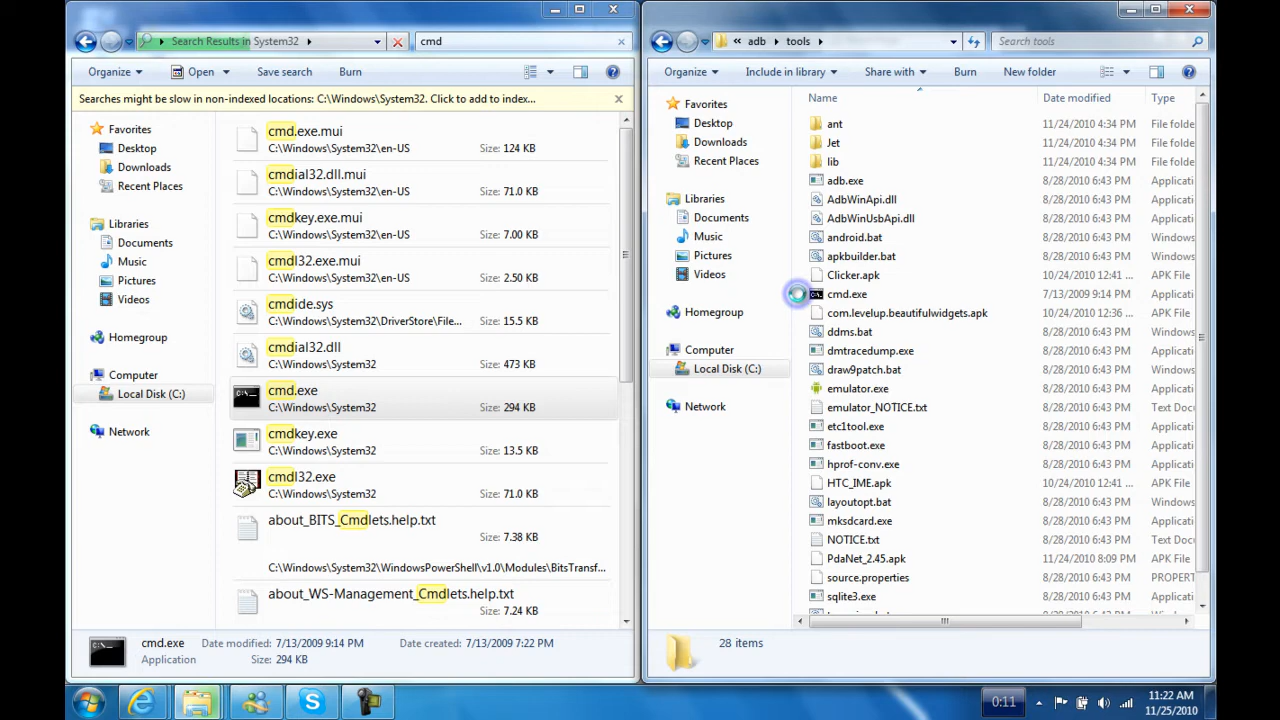 Search Results in System32
cmd
Organize Open Save search Burn
Searches might be slow in non-indexed locations: C:\Windows\System32. Click to add to index...
Favorites
Desktop
Downloads
Recent Places
Libraries
Documents
Music
Pictures
Videos
Homegroup
Computer
Local Disk (C:)
Network
cmd.exe.mui
C:\Windows\System32\en-US Size: 124 KB
cmdial32.dll.mui
C:\Windows\System32\en-US Size: 71.0 KB
cmdkey.exe.mui
C:\Windows\System32\en-US Size: 7.00 KB
cmdl32.exe.mui
C:\Windows\System32\en-US Size: 2.50 KB
cmdide.sys
C:\Windows\System32\DriverStore\File... Size: 15.5 KB
cmdial32.dll
C:\Windows\System32 Size: 473 KB
cmd.exe
C:\Windows\System32 Size: 294 KB
cmdkey.exe
C:\Windows\System32 Size: 13.5 KB
cmdl32.exe
C:\Windows\System32 Size: 71.0 KB
about_BITS_Cmdlets.help.txt
Size: 7.38 KB
C:\Windows\System32\WindowsPowerShell\v1.0\Modules\BitsTransf...
about_WS-Management_Cmdlets.help.txt
Size: 7.24 KB
cmd.exe Date modified: 7/13/2009 9:14 PM Date created: 7/13/2009 7:22 PM
Application Size: 294 KB
adb tools
Search tools
Organize Include in library Share with Burn New folder
Favorites
Desktop
Downloads
Recent Places
Libraries
Documents
Music
Pictures
Videos
Homegroup
Computer
Local Disk (C:)
Network
Name Date modified Type
ant 11/24/2010 4:34 PM File folde
Jet 11/24/2010 4:34 PM File folde
lib 11/24/2010 4:34 PM File folde
adb.exe 8/28/2010 6:43 PM Applicati
AdbWinApi.dll 8/28/2010 6:43 PM Applicati
AdbWinUsbApi.dll 8/28/2010 6:43 PM Applicati
android.bat 8/28/2010 6:43 PM Windows
apkbuilder.bat 8/28/2010 6:43 PM Windows
Clicker.apk 10/24/2010 12:41 ... APK File
cmd.exe 7/13/2009 9:14 PM Applicati
com.levelup.beautifulwidgets.apk 10/24/2010 12:36 ... APK File
ddms.bat 8/28/2010 6:43 PM Windows
dmtracedump.exe 8/28/2010 6:43 PM Applicati
draw9patch.bat 8/28/2010 6:43 PM Windows
emulator.exe 8/28/2010 6:43 PM Applicati
emulator_NOTICE.txt 8/28/2010 6:43 PM Text Docu
etc1tool.exe 8/28/2010 6:43 PM Applicati
fastboot.exe 8/28/2010 6:43 PM Applicati
hprof-conv.exe 8/28/2010 6:43 PM Applicati
HTC_IME.apk 10/24/2010 12:41 ... APK File
layoutopt.bat 8/28/2010 6:43 PM Windows
mksdcard.exe 8/28/2010 6:43 PM Applicati
NOTICE.txt 8/28/2010 6:43 PM Text Docu
PdaNet_2.45.apk 11/24/2010 8:09 PM APK File
source.properties 8/28/2010 6:43 PM PROPERT
sqlite3.exe 8/28/2010 6:43 PM Applicati
28 items
0:11
11:22 AM
11/25/2010